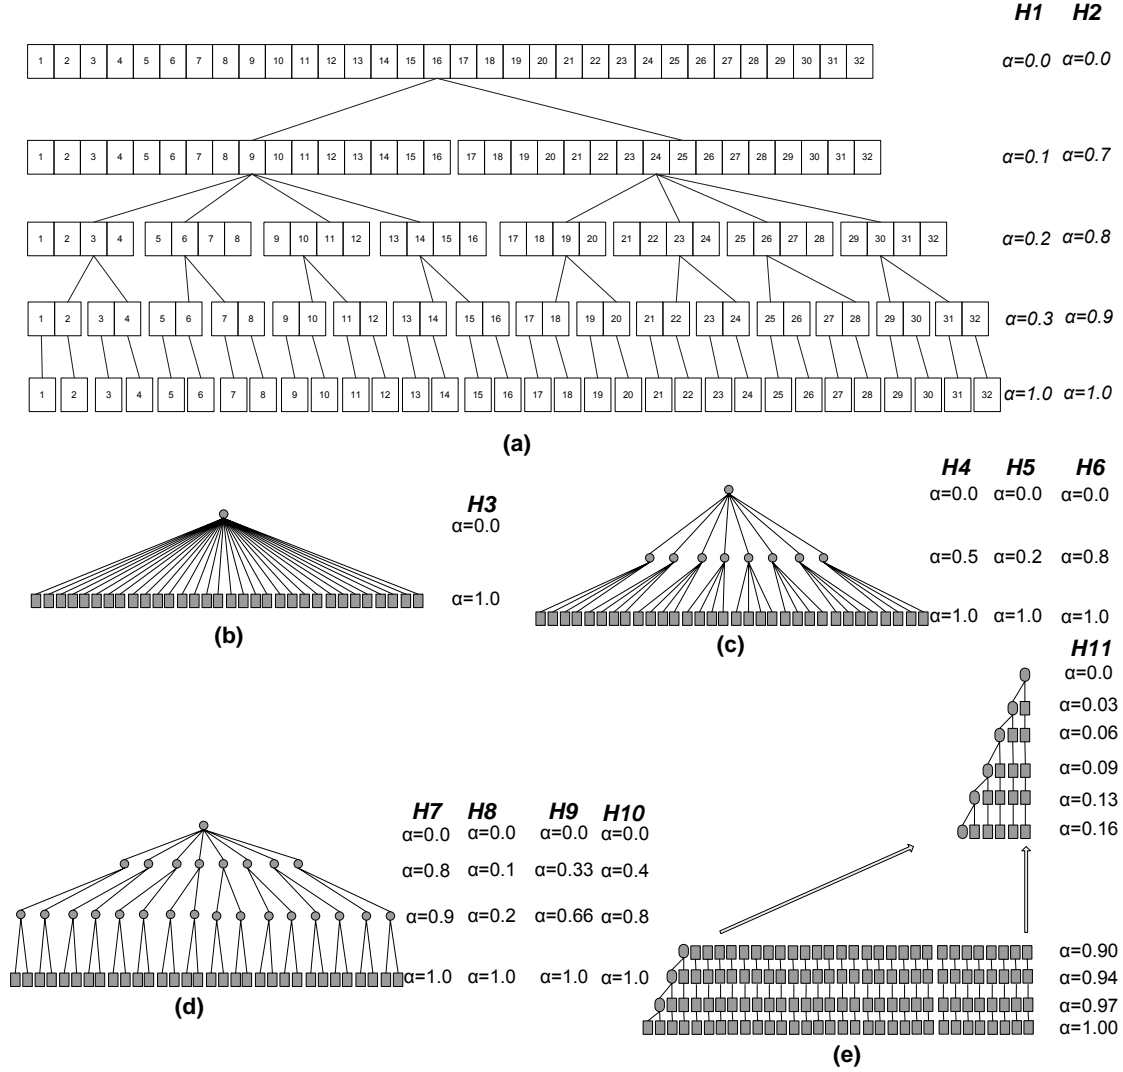 H1 H2
1 2 3 4 5 6 7 8 9 10 11 12 13 14 15 16 17 18 19 20 21 22 23 24 25 26 27 28 29 30 31 32
α=0.0 α=0.0
1 2 3 4 5 6 7 8 9 10 11 12 13 14 15 16 17 18 19 20 21 22 23 24 25 26 27 28 29 30 31 32
α=0.1 α=0.7
1 2 3 4 5 6 7 8 9 10 11 12 13 14 15 16 17 18 19 20 21 22 23 24 25 26 27 28 29 30 31 32
α=0.2 α=0.8
1 2 3 4 5 6 7 8 9 10 11 12 13 14 15 16 17 18 19 20 21 22 23 24 25 26 27 28 29 30 31 32
α=0.3 α=0.9
1 2 3 4 5 6 7 8 9 10 11 12 13 14 15 16 17 18 19 20 21 22 23 24 25 26 27 28 29 30 31 32
α=1.0 α=1.0
(a)
H3
α=0.0
α=1.0
(b)
H4 H5 H6
α=0.0 α=0.0 α=0.0
α=0.5 α=0.2 α=0.8
α=1.0 α=1.0 α=1.0
(c)
H7 H8 H9 H10
α=0.0 α=0.0 α=0.0 α=0.0
α=0.8 α=0.1 α=0.33 α=0.4
α=0.9 α=0.2 α=0.66 α=0.8
α=1.0 α=1.0 α=1.0 α=1.0
(d)
H11
α=0.0
α=0.03
α=0.06
α=0.09
α=0.13
α=0.16
α=0.90
α=0.94
α=0.97
α=1.00
(e)